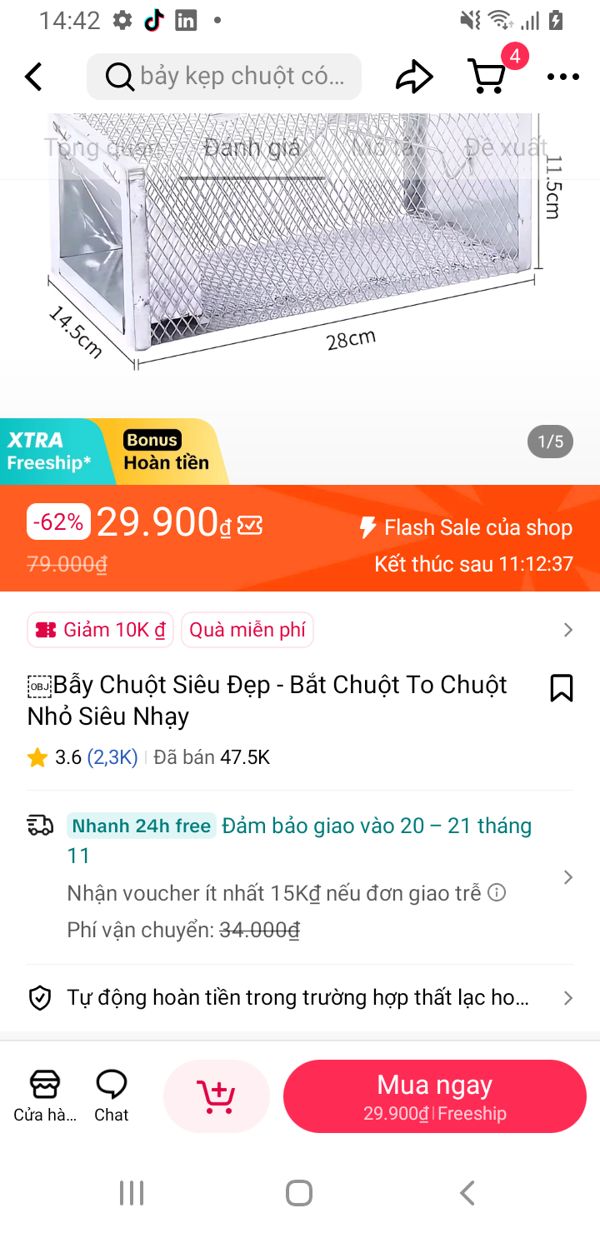 14:42
bảy kẹp chuột có...
4
Tổng quan Đánh giá Mô tả Đề xuất
11.5cm
14.5cm
28cm
XTRA
Freeship*
Bonus
Hoàn tiền
1/5
-62% 29.900đ
Flash Sale của shop
79.000đ
Kết thúc sau 11:12:37
Giảm 10K đ
Quà miễn phí
OBJ Bẫy Chuột Siêu Đẹp - Bắt Chuột To Chuột
Nhỏ Siêu Nhạy
3.6 (2,3K) Đã bán 47.5K
Nhanh 24h free Đảm bảo giao vào 20 – 21 tháng
11
Nhận voucher ít nhất 15K₫ nếu đơn giao trễ
Phí vận chuyển: 34.000₫
Tự động hoàn tiền trong trường hợp thất lạc ho...
Cửa hà...
Chat
Mua ngay
29.900₫ | Freeship